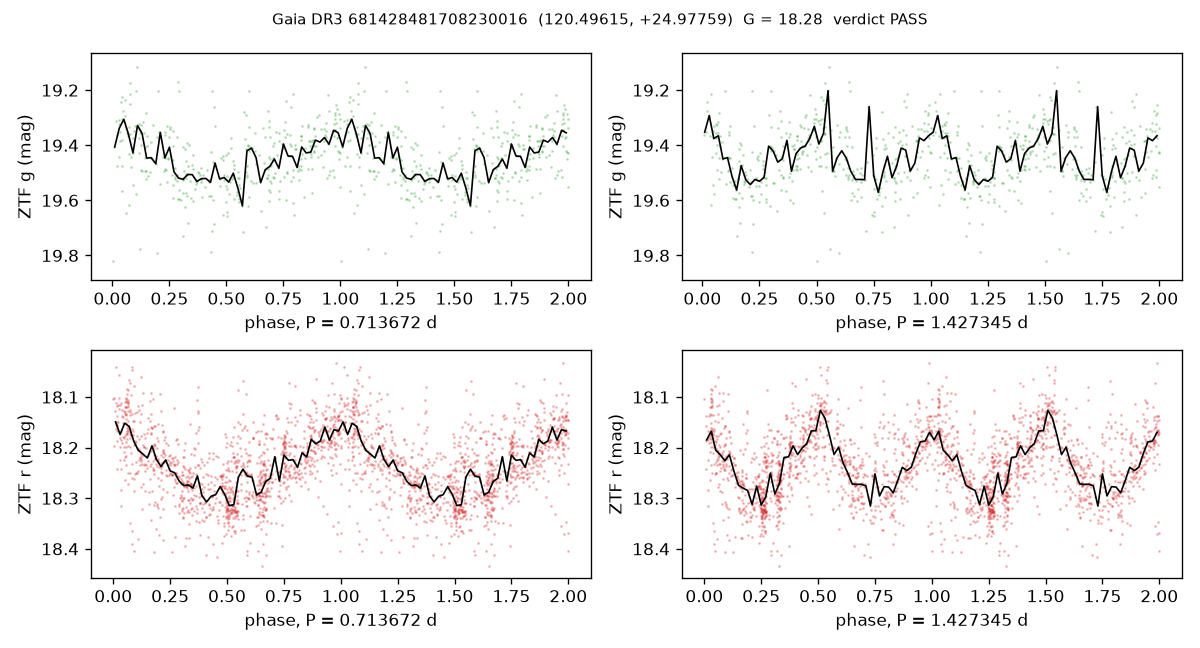 Gaia DR3 681428481708230016  (120.49615, +24.97759)  G = 18.28  verdict PASS
ZTF g (mag)
19.2
19.4
19.6
19.8
0.00 0.25 0.50 0.75 1.00 1.25 1.50 1.75 2.00
phase, P = 0.713672 d
ZTF g (mag)
19.2
19.4
19.6
19.8
0.00 0.25 0.50 0.75 1.00 1.25 1.50 1.75 2.00
phase, P = 1.427345 d
ZTF r (mag)
18.1
18.2
18.3
18.4
0.00 0.25 0.50 0.75 1.00 1.25 1.50 1.75 2.00
phase, P = 0.713672 d
ZTF r (mag)
18.1
18.2
18.3
18.4
0.00 0.25 0.50 0.75 1.00 1.25 1.50 1.75 2.00
phase, P = 1.427345 d